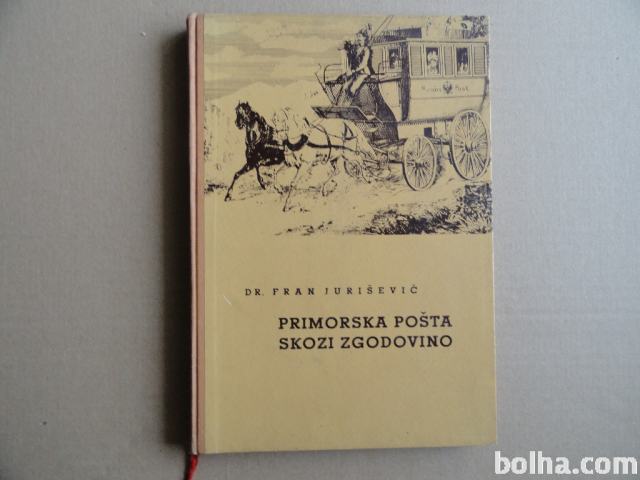 DR. FRAN JURIŠEVIČ
PRIMORSKA POŠTA
SKOZI ZGODOVINO
bolha.com